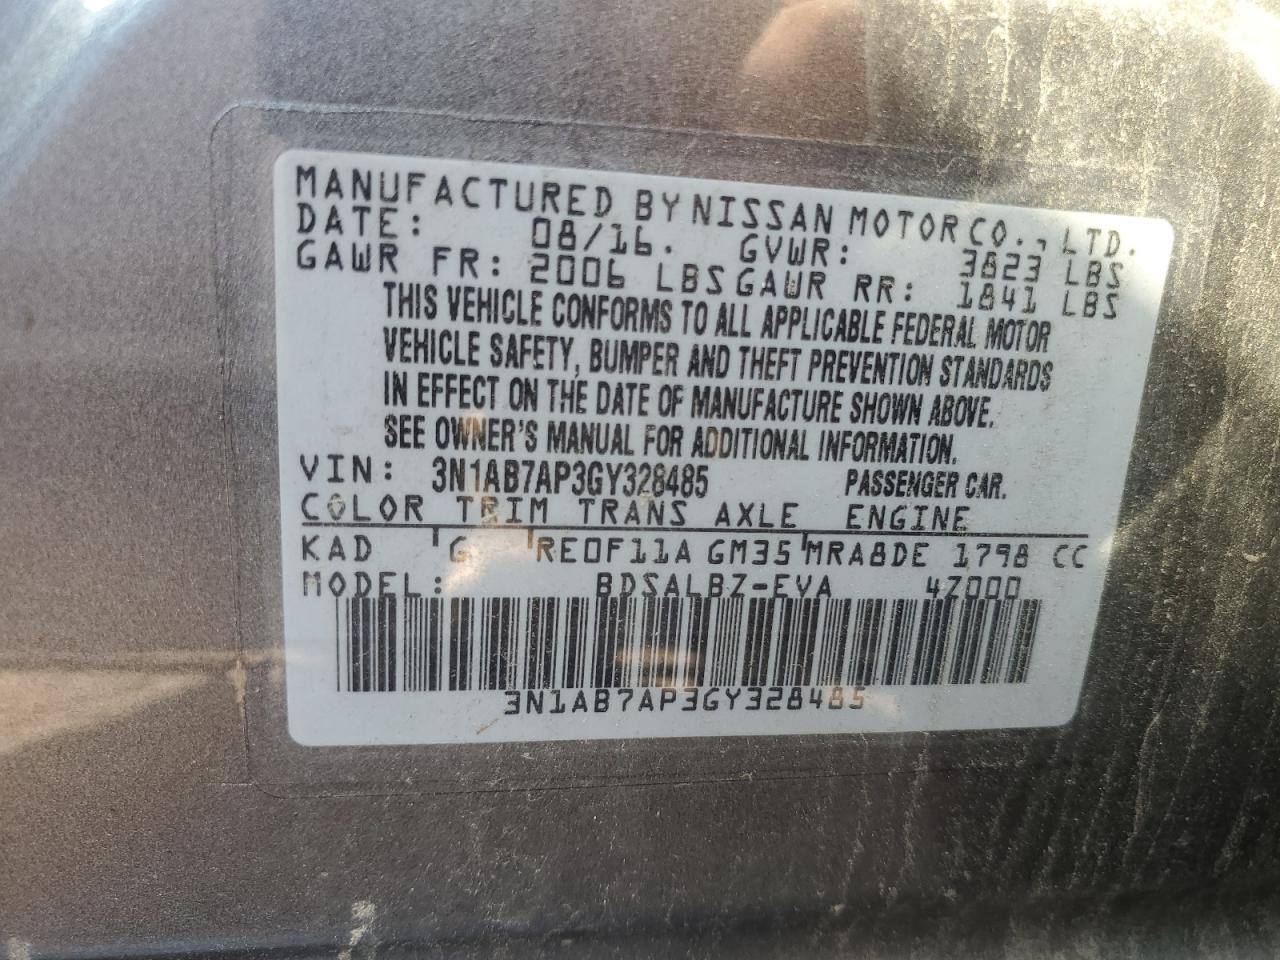 MANUFACTURED BY NISSAN MOTOR CO., LTD.
DATE: 08/16. GVWR: 3823 LBS
GAWR FR: 2006 LBS GAWR RR: 1841 LBS
THIS VEHICLE CONFORMS TO ALL APPLICABLE FEDERAL MOTOR
VEHICLE SAFETY, BUMPER AND THEFT PREVENTION STANDARDS
IN EFFECT ON THE DATE OF MANUFACTURE SHOWN ABOVE.
SEE OWNER'S MANUAL FOR ADDITIONAL INFORMATION.
VIN: 3N1AB7AP3GY328485 PASSENGER CAR.
COLOR TRIM TRANS AXLE ENGINE
KAD G RE0F11A GM35 MRA8DE 1798 CC
MODEL: BDSALBZ-EVA 4Z000
3N1AB7AP3GY328485